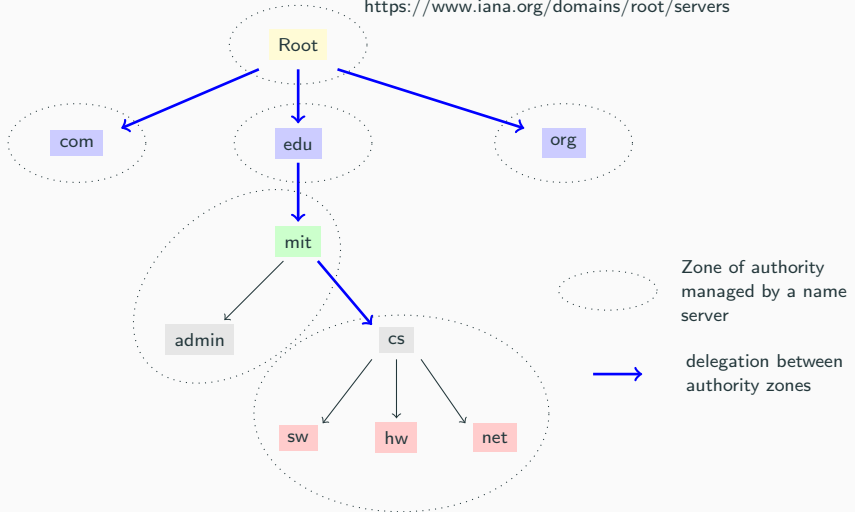 https://www.iana.org/domains/root/servers
Root
com
edu
org
mit
Zone of authority
managed by a name
server
admin
cs
delegation between
authority zones
sw
hw
net